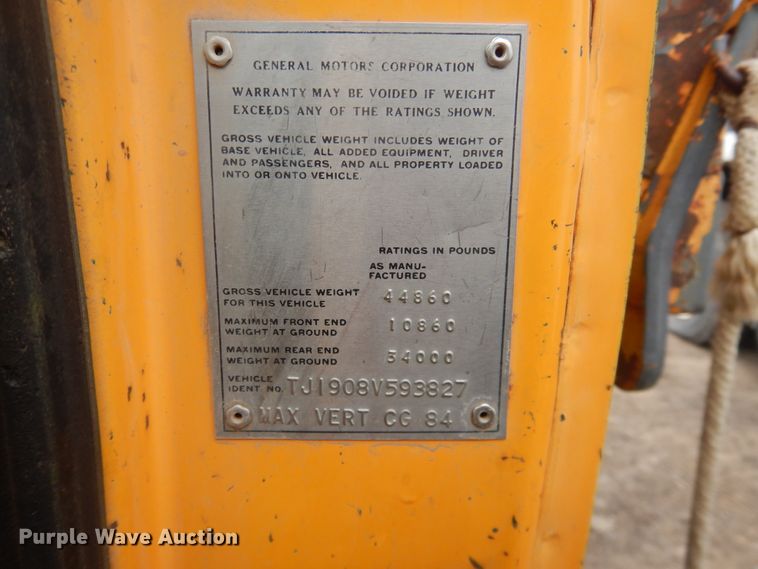 GENERAL MOTORS CORPORATION
WARRANTY MAY BE VOIDED IF WEIGHT
EXCEEDS ANY OF THE RATINGS SHOWN.
GROSS VEHICLE WEIGHT INCLUDES WEIGHT OF
BASE VEHICLE, ALL ADDED EQUIPMENT, DRIVER
AND PASSENGERS, AND ALL PROPERTY LOADED
INTO OR ONTO VEHICLE.
RATINGS IN POUNDS
AS MANU-
FACTURED
GROSS VEHICLE WEIGHT
FOR THIS VEHICLE 44860
MAXIMUM FRONT END
WEIGHT AT GROUND 10860
MAXIMUM REAR END
WEIGHT AT GROUND 34000
VEHICLE
IDENT NO. TJI908V593827
MAX VERT CG 84
Purple Wave Auction